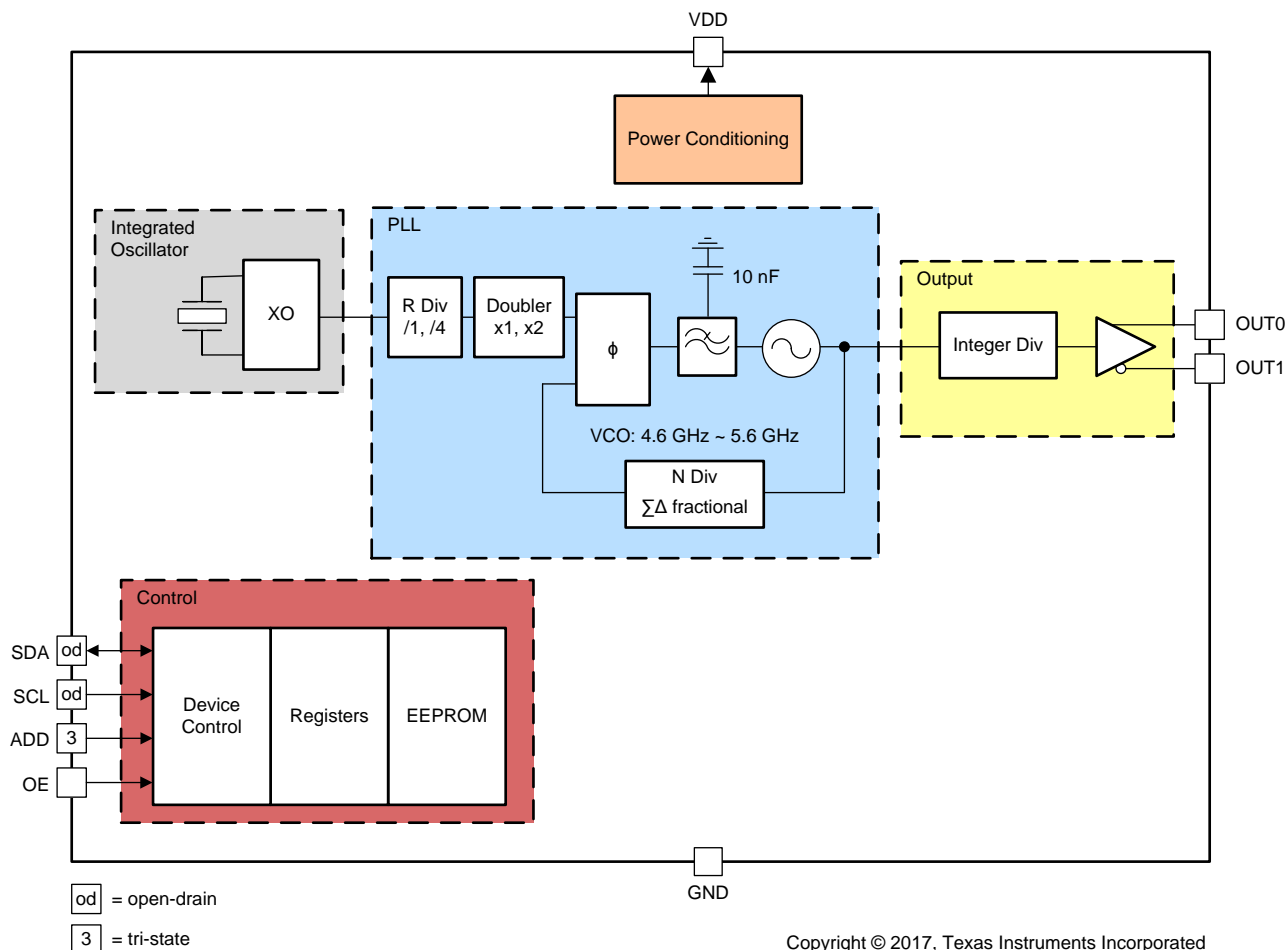 VDD
Power Conditioning
Integrated
Oscillator
XO
PLL
R Div
/1, /4
Doubler
x1, x2
ϕ
10 nF
VCO: 4.6 GHz ~ 5.6 GHz
N Div
∑Δ fractional
Output
Integer Div
OUT0
OUT1
Control
SDA
od
SCL
od
ADD
3
OE
Device
Control
Registers
EEPROM
GND
od = open-drain
3 = tri-state
Copyright © 2017, Texas Instruments Incorporated